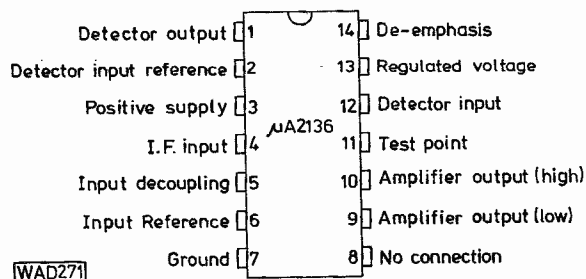 Detector output 1
14 De-emphasis
Detector input reference 2
13 Regulated voltage
Positive supply 3
12 Detector input
μA2136
I.F. input 4
11 Test point
Input decoupling 5
10 Amplifier output (high)
Input Reference 6
9 Amplifier output (low)
Ground 7
8 No connection
WAD271